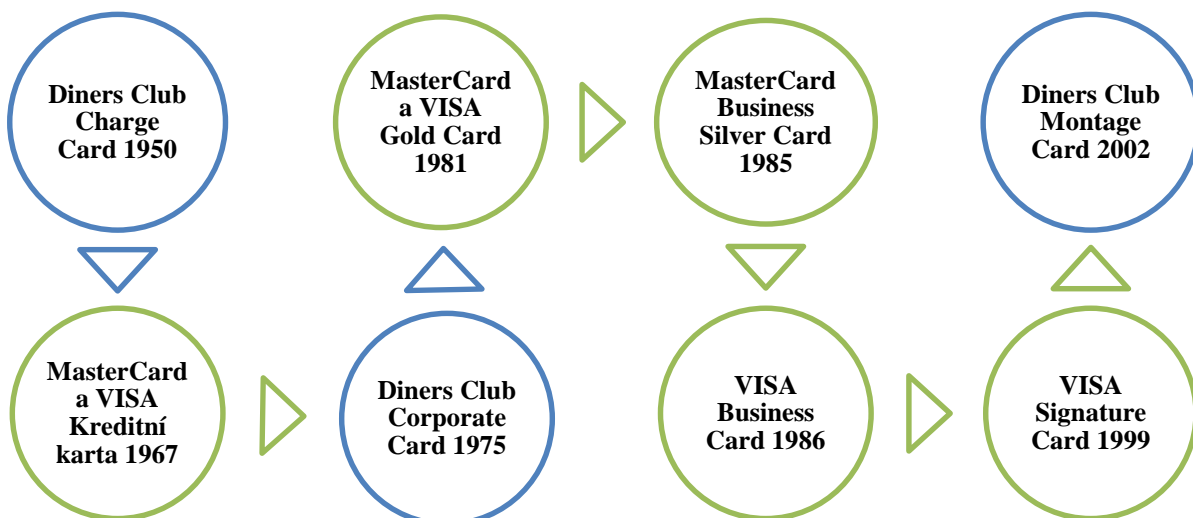 Diners Club
Charge
Card 1950
MasterCard
a VISA
Kreditní
karta 1967
Diners Club
Corporate
Card 1975
MasterCard
a VISA
Gold Card
1981
MasterCard
Business
Silver Card
1985
VISA
Business
Card 1986
VISA
Signature
Card 1999
Diners Club
Montage
Card 2002